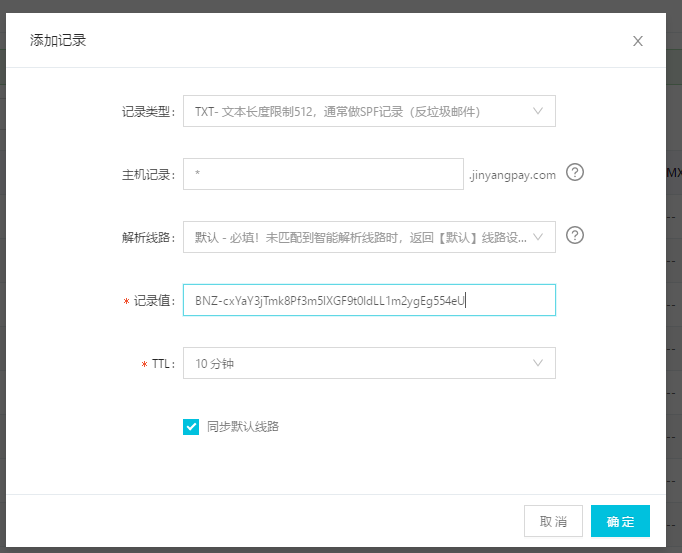 添加记录
记录类型:
TXT- 文本长度限制512，通常做SPF记录（反垃圾邮件）
主机记录:
*
.jinyangpay.com
MX
解析线路:
默认 - 必填！未匹配到智能解析线路时，返回【默认】线路设...
* 记录值:
BNZ-cxYaY3jTmk8Pf3m5lXGF9t0ldLL1m2ygEg554eU
* TTL:
10 分钟
同步默认线路
取 消
确 定